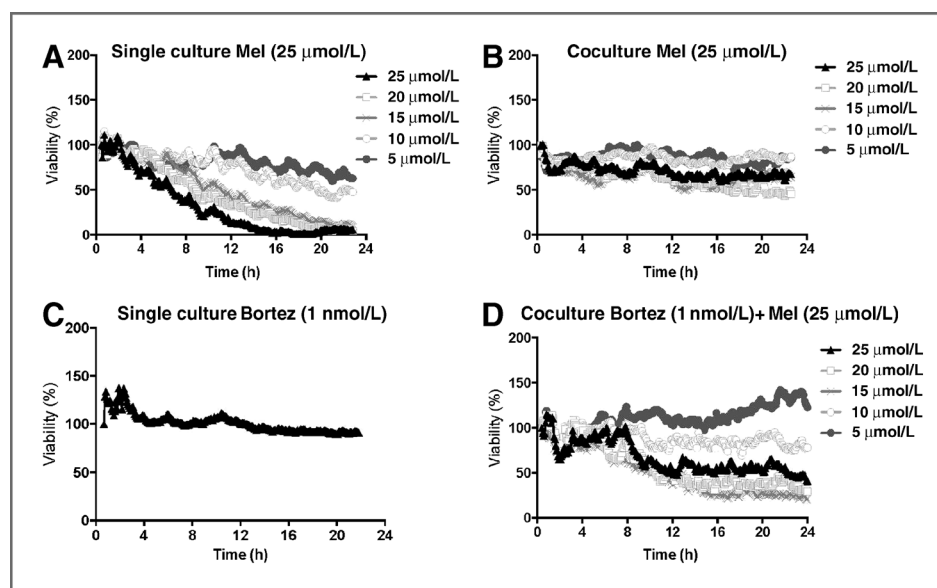 A Single culture Mel (25 μmol/L)
200
150
100
50
0
Viability (%)
0 4 8 12 16 20 24
Time (h)
25 μmol/L
20 μmol/L
15 μmol/L
10 μmol/L
5 μmol/L
B Coculture Mel (25 μmol/L)
200
150
100
50
0
Viability (%)
0 4 8 12 16 20 24
Time (h)
25 μmol/L
20 μmol/L
15 μmol/L
10 μmol/L
5 μmol/L
C Single culture Bortez (1 nmol/L)
200
150
100
50
0
Viability (%)
0 4 8 12 16 20 24
Time (h)
D Coculture Bortez (1 nmol/L)+ Mel (25 μmol/L)
200
150
100
50
0
Viability (%)
0 4 8 12 16 20 24
Time (h)
25 μmol/L
20 μmol/L
15 μmol/L
10 μmol/L
5 μmol/L